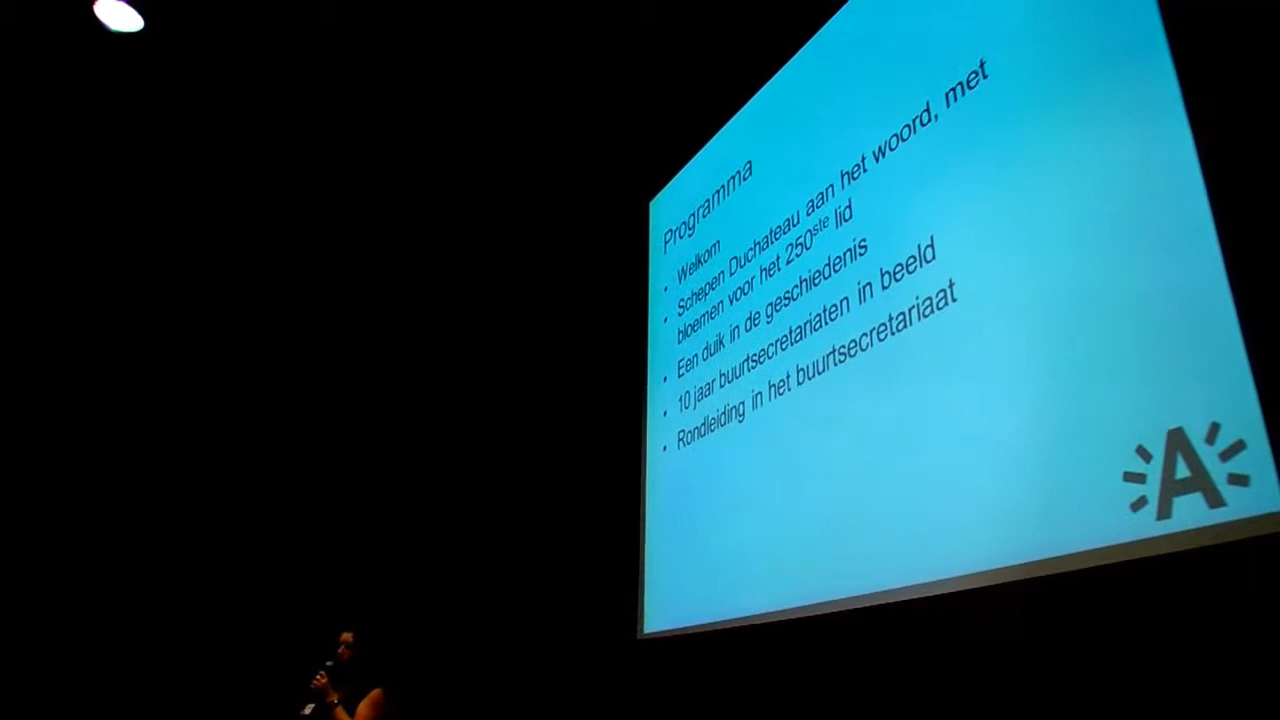 Programma
• Welkom
• Schepen Duchateau aan het woord, met
bloemen voor het 250ste lid
• Een duik in de geschiedenis
• 10 jaar buurtsecretariaten in beeld
• Rondleiding in het buurtsecretariaat
A